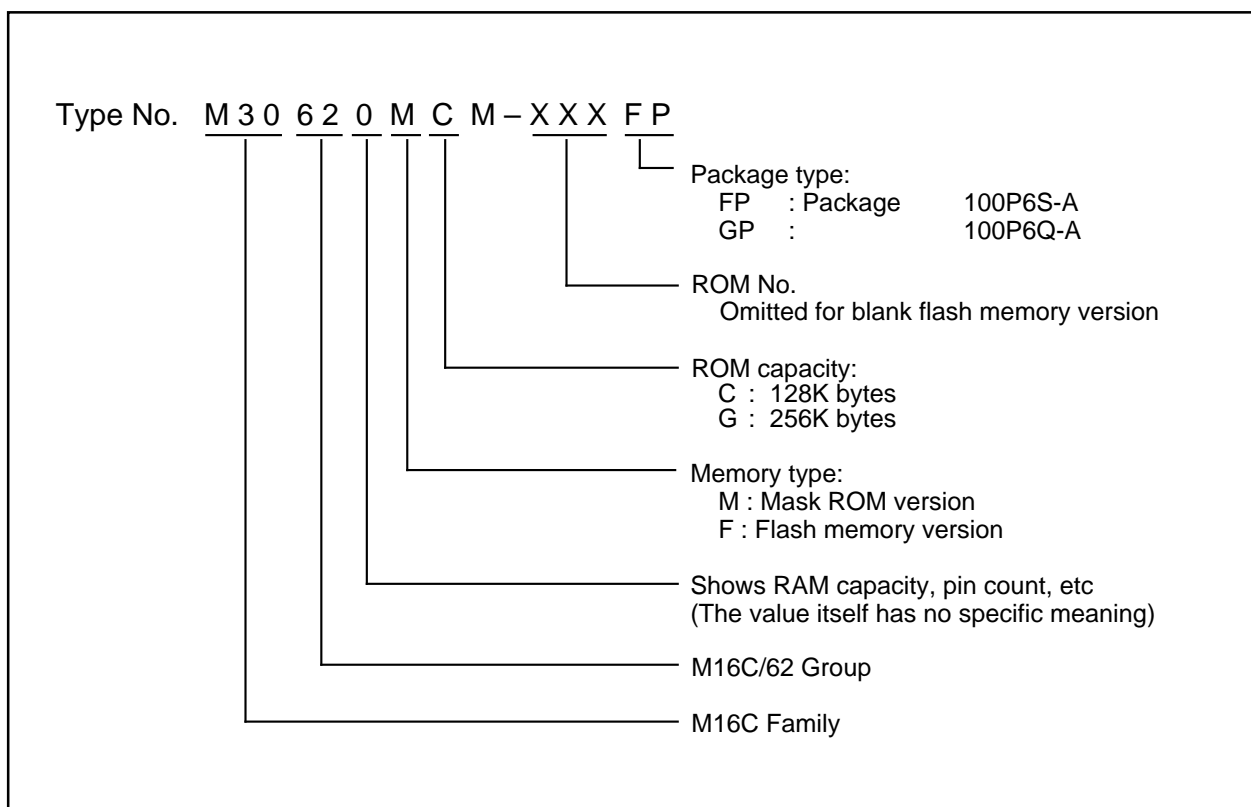 Type No. M 3 0 6 2 0 M C M – X X X F P
Package type:
FP : Package 100P6S-A
GP : 100P6Q-A
ROM No.
Omitted for blank flash memory version
ROM capacity:
C : 128K bytes
G : 256K bytes
Memory type:
M : Mask ROM version
F : Flash memory version
Shows RAM capacity, pin count, etc
(The value itself has no specific meaning)
M16C/62 Group
M16C Family